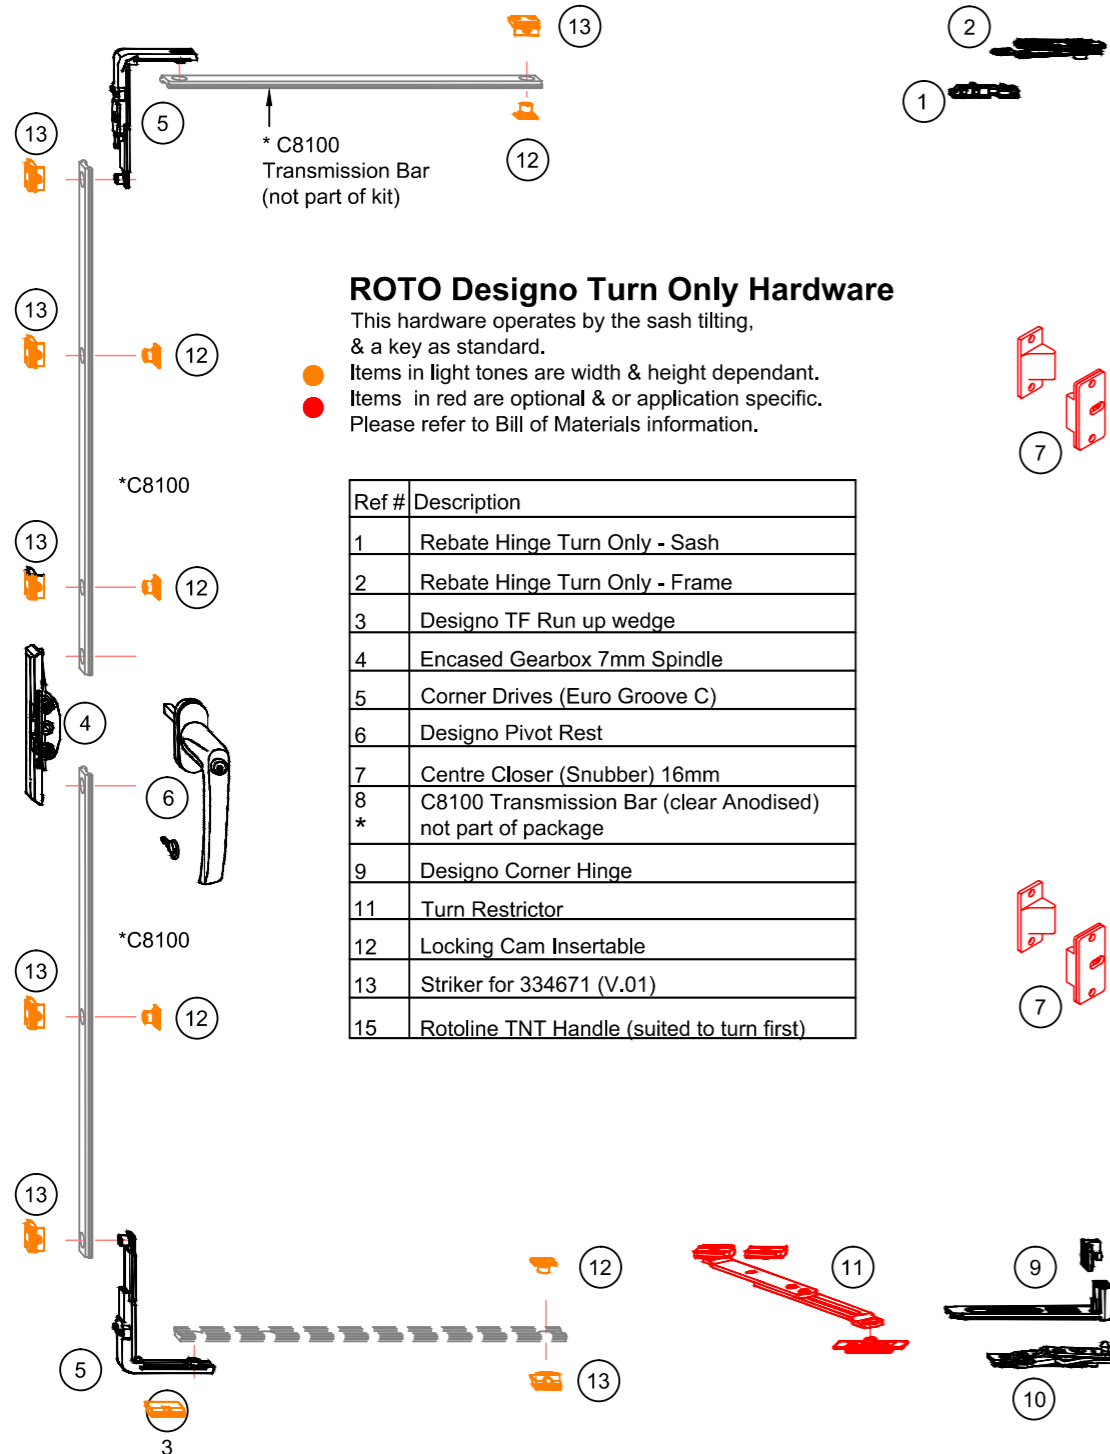 13
2
1
5
13
* C8100
Transmission Bar
(not part of kit)
12
ROTO Designo Turn Only Hardware
This hardware operates by the sash tilting,
& a key as standard.
Items in light tones are width & height dependant.
Items in red are optional & or application specific.
Please refer to Bill of Materials information.
13
12
7
*C8100
13
12
4
6
Ref # Description
1 Rebate Hinge Turn Only - Sash
2 Rebate Hinge Turn Only - Frame
3 Designo TF Run up wedge
4 Encased Gearbox 7mm Spindle
5 Corner Drives (Euro Groove C)
6 Designo Pivot Rest
7 Centre Closer (Snubber) 16mm
8 C8100 Transmission Bar (clear Anodised)
* not part of package
9 Designo Corner Hinge
11 Turn Restrictor
12 Locking Cam Insertable
13 Striker for 334671 (V.01)
15 Rotoline TNT Handle (suited to turn first)
*C8100
13
12
7
13
12
11
9
5
13
10
3